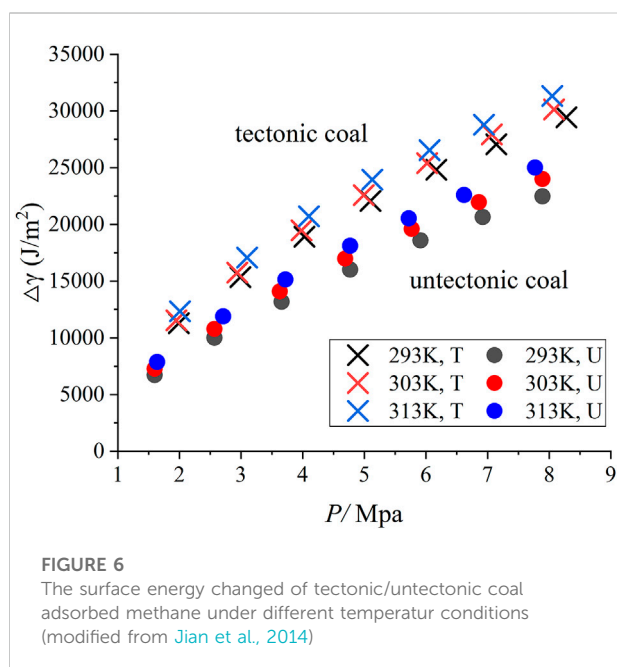 35000
30000
25000
20000
15000
10000
5000
0
Δγ (J/m²)
tectonic coal
untectonic coal
293K, T 293K, U
303K, T 303K, U
313K, T 313K, U
1 2 3 4 5 6 7 8 9
P/ Mpa
FIGURE 6
The surface energy changed of tectonic/untectonic coal
adsorbed methane under different temperatur conditions
(modified from Jian et al., 2014)